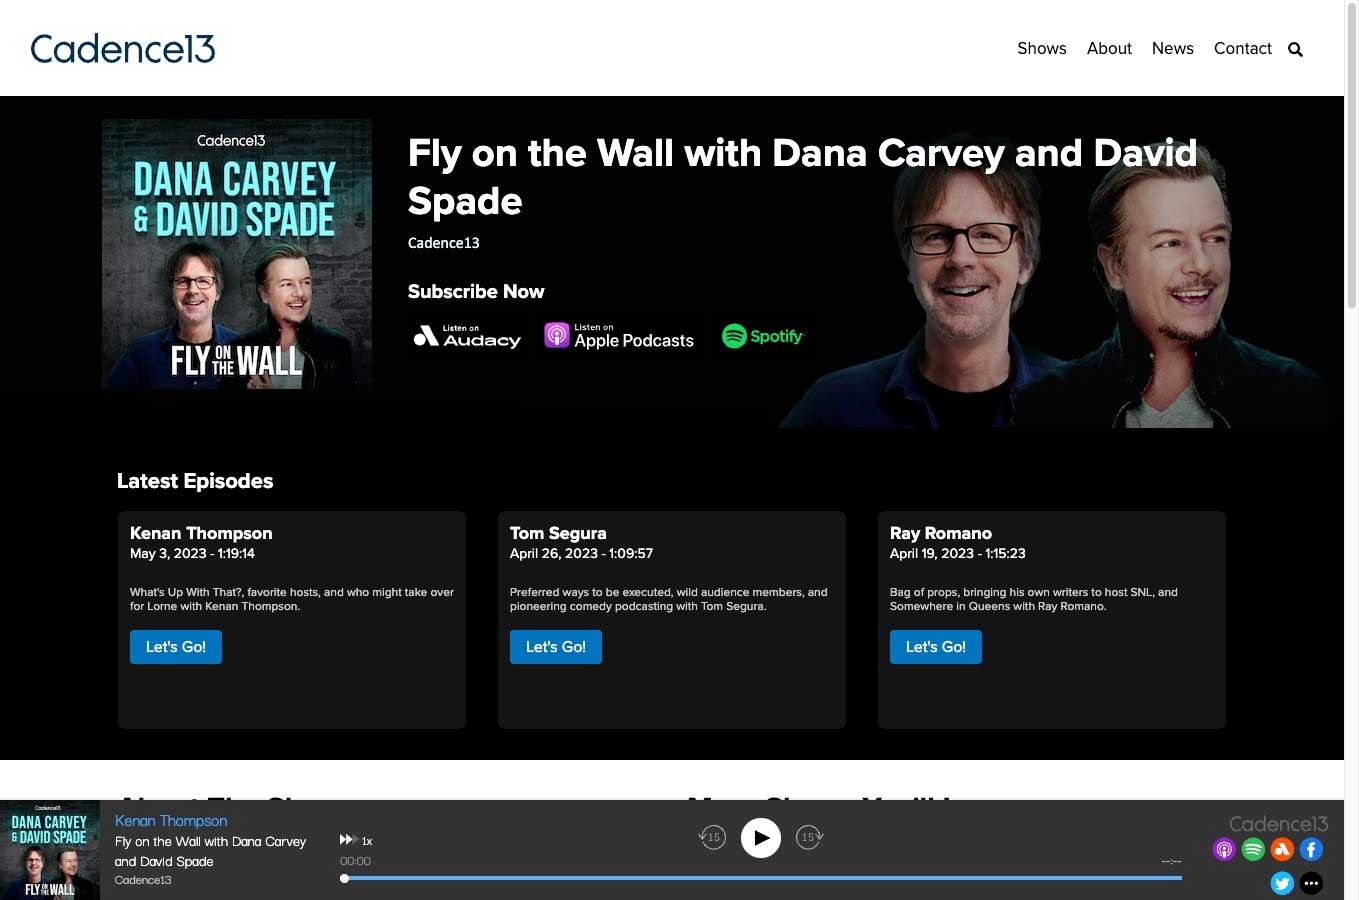 Cadence13
Shows
About
News
Contact
Cadence13
DANA CARVEY
& DAVID SPADE
FLY ON THE WALL
Fly on the Wall with Dana Carvey and David
Spade
Cadence13
Subscribe Now
Listen on
Audacy
Listen on
Apple Podcasts
Spotify
Latest Episodes
Kenan Thompson
May 3, 2023 - 1:19:14
What's Up With That?, favorite hosts, and who might take over
for Lorne with Kenan Thompson.
Let's Go!
Tom Segura
April 26, 2023 - 1:09:57
Preferred ways to be executed, wild audience members, and
pioneering comedy podcasting with Tom Segura.
Let's Go!
Ray Romano
April 19, 2023 - 1:15:23
Bag of props, bringing his own writers to host SNL, and
Somewhere in Queens with Ray Romano.
Let's Go!
Cadence13
DANA CARVEY
& DAVID SPADE
FLY ON THE WALL
Kenan Thompson
Fly on the Wall with Dana Carvey
and David Spade
Cadence13
1x
00:00
15
15
--:--
Cadence13